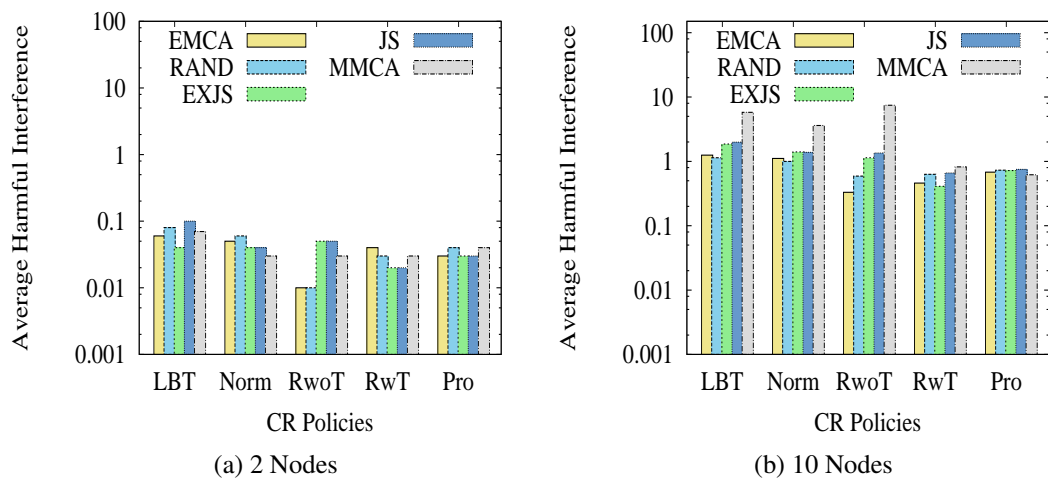 Average Harmful Interference
100
10
1
0.1
0.01
0.001
EMCA
RAND
EXJS
JS
MMCA
LBT Norm RwoT RwT Pro
CR Policies
(a) 2 Nodes
Average Harmful Interference
100
10
1
0.1
0.01
0.001
EMCA
RAND
EXJS
JS
MMCA
LBT Norm RwoT RwT Pro
CR Policies
(b) 10 Nodes